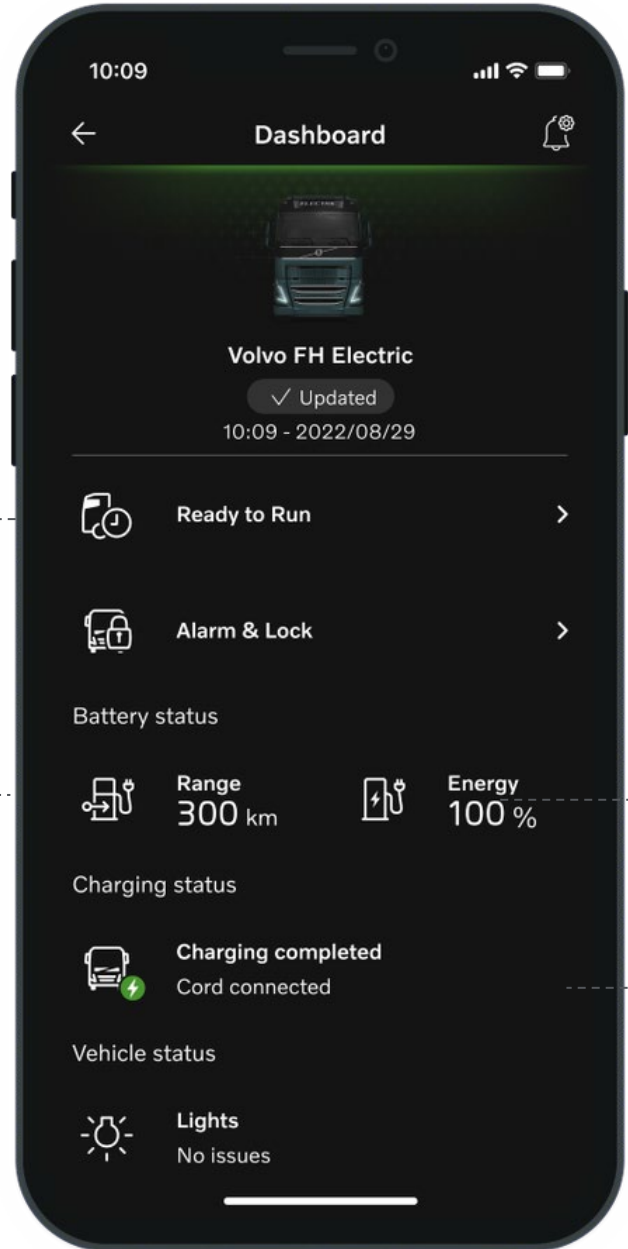 10:09
Dashboard
ELECTRIC
Volvo FH Electric
Updated
10:09 - 2022/08/29
Ready to Run
Alarm & Lock
Battery status
Range
300 km
Energy
100 %
Charging status
Charging completed
Cord connected
Vehicle status
Lights
No issues